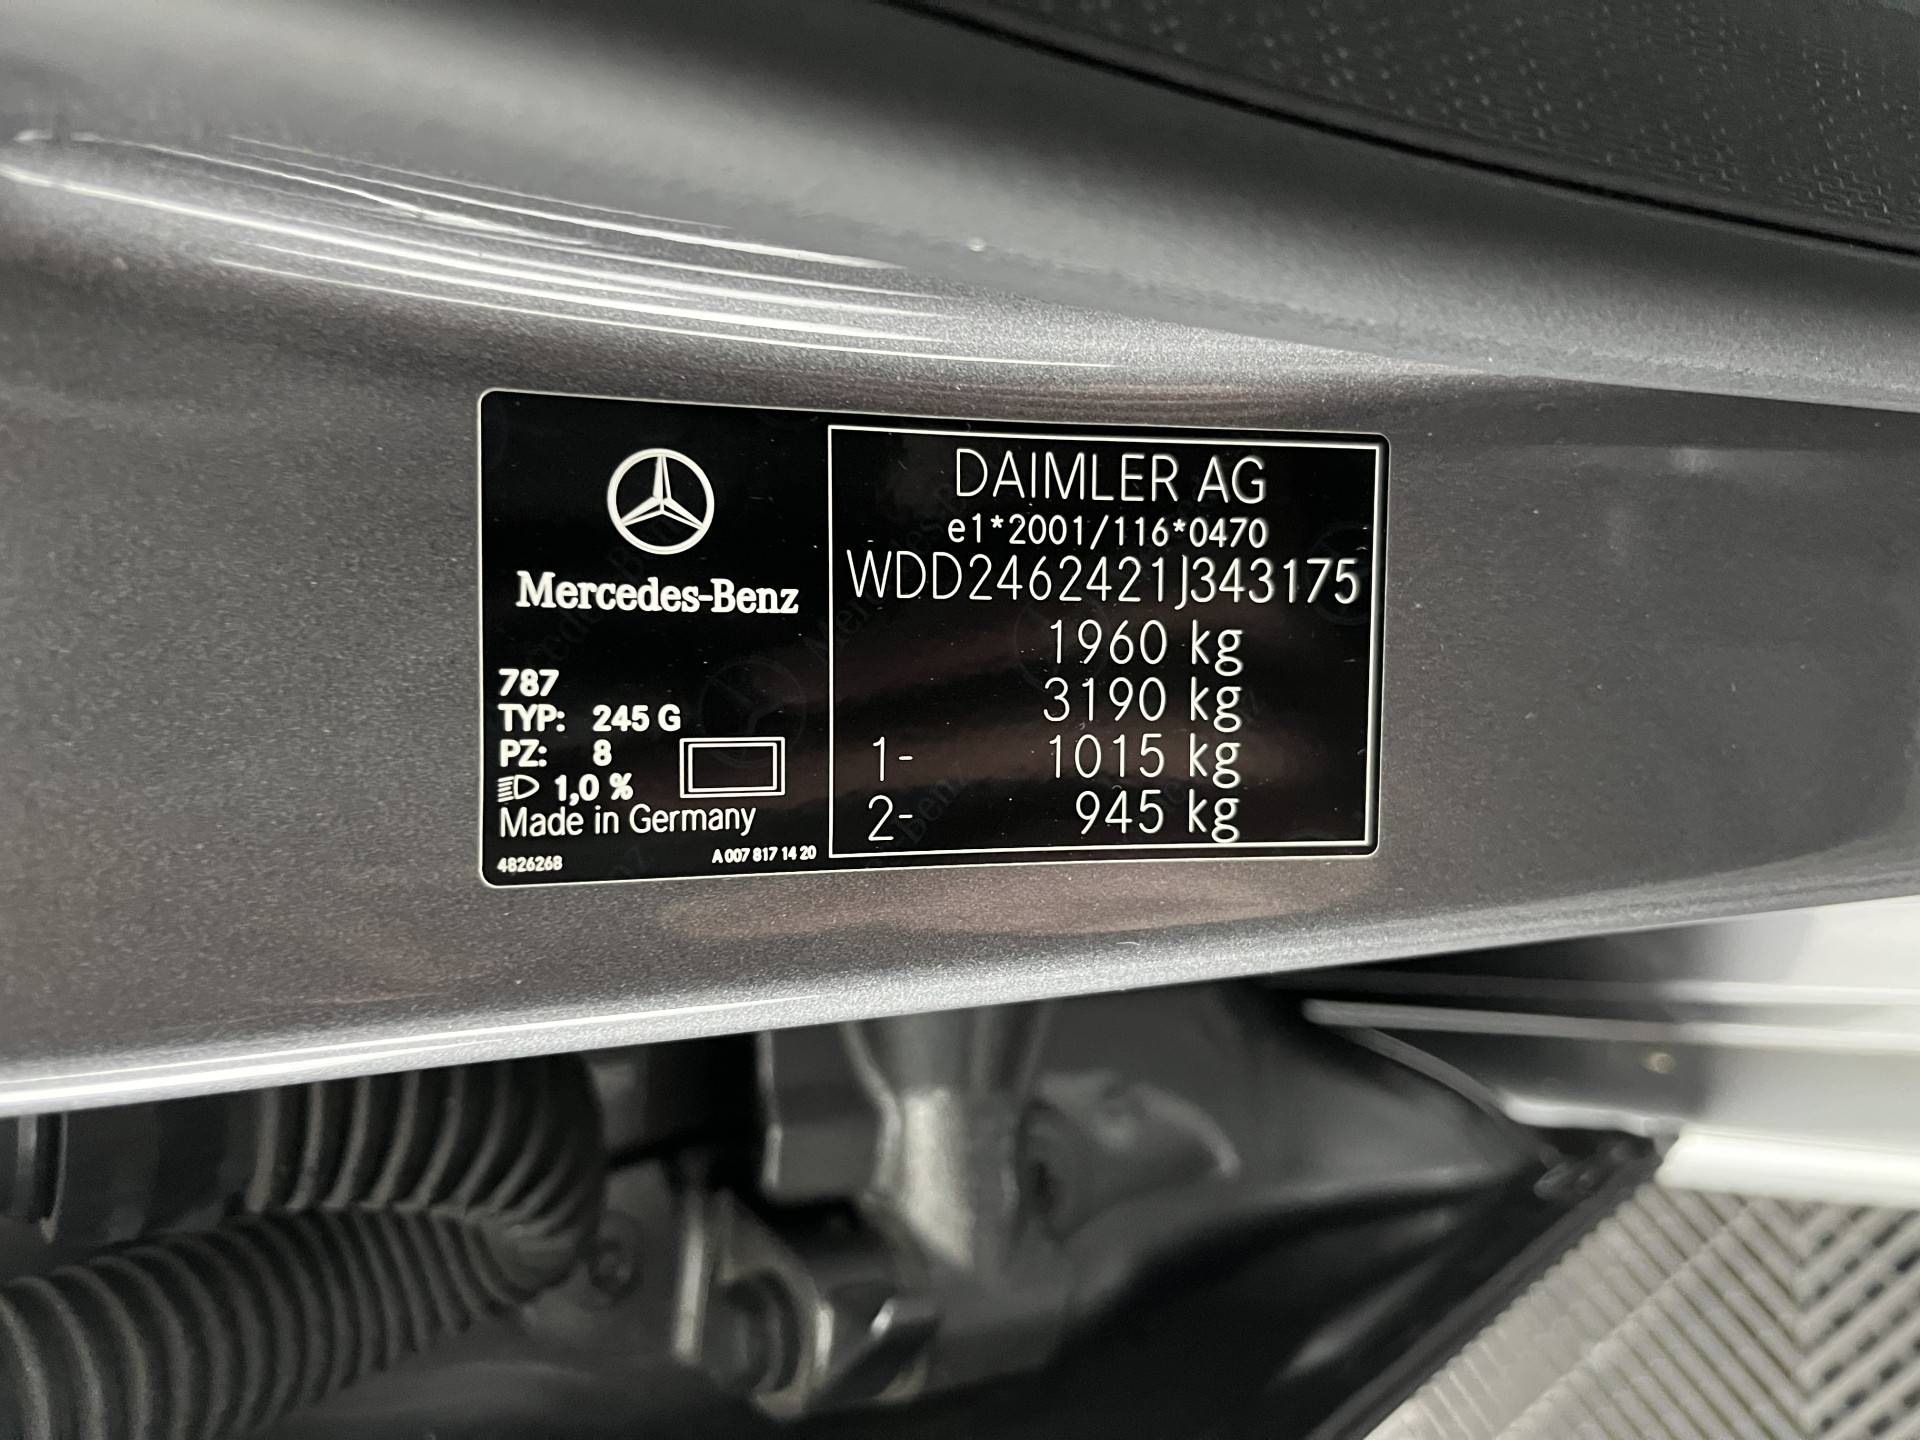 Mercedes-Benz
787
TYP: 245 G
PZ: 8
1,0 %
Made in Germany
4826268 A 007 817 14 20
DAIMLER AG
e1*2001/116*0470
WDD2462421J343175
1960 kg
3190 kg
1- 1015 kg
2- 945 kg